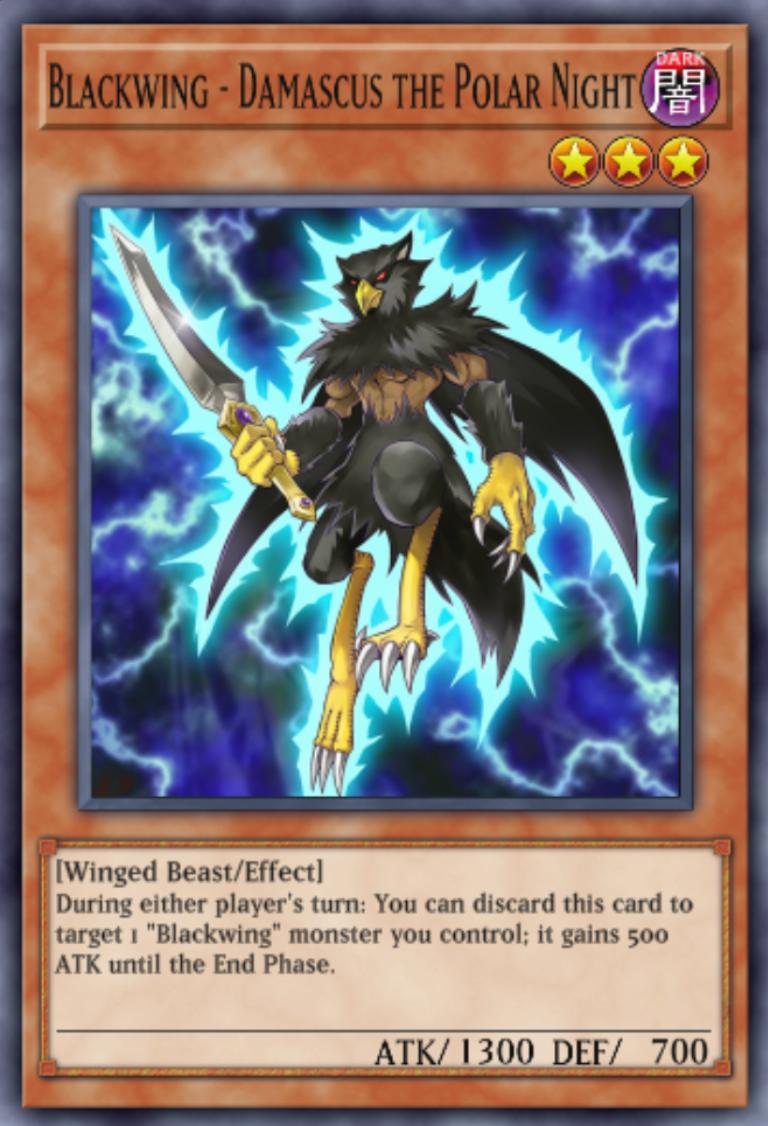 Blackwing - Damascus the Polar Night
DARK
闇
[Winged Beast/Effect]
During either player's turn: You can discard this card to
target 1 "Blackwing" monster you control; it gains 500
ATK until the End Phase.
ATK/ 1300 DEF/ 700